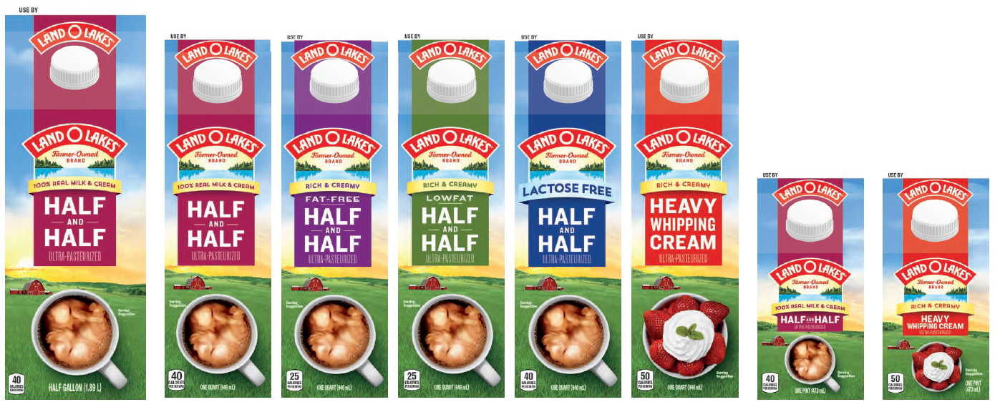 USE BY
LAND O LAKES®
LAND O LAKES®
Farmer-Owned
BRAND
100% REAL MILK & CREAM
HALF
AND
HALF
ULTRA-PASTEURIZED
Serving
Suggestion
40
CALORIES
PER SERVING
HALF GALLON (1.89 L)
USE BY
LAND O LAKES®
LAND O LAKES®
Farmer-Owned
BRAND
100% REAL MILK & CREAM
HALF
AND
HALF
ULTRA-PASTEURIZED
Serving
Suggestion
40
CALORIES
PER SERVING
ONE QUART (946 mL)
USE BY
LAND O LAKES®
LAND O LAKES®
Farmer-Owned
BRAND
RICH & CREAMY
FAT-FREE
HALF
AND
HALF
ULTRA-PASTEURIZED
Serving
Suggestion
25
CALORIES
PER SERVING
ONE QUART (946 mL)
USE BY
LAND O LAKES®
LAND O LAKES®
Farmer-Owned
BRAND
RICH & CREAMY
LOWFAT
HALF
AND
HALF
ULTRA-PASTEURIZED
Serving
Suggestion
25
CALORIES
PER SERVING
ONE QUART (946 mL)
USE BY
LAND O LAKES®
LAND O LAKES®
Farmer-Owned
BRAND
LACTOSE FREE
HALF
AND
HALF
ULTRA-PASTEURIZED
Serving
Suggestion
40
CALORIES
PER SERVING
ONE QUART (946 mL)
USE BY
LAND O LAKES®
LAND O LAKES®
Farmer-Owned
BRAND
RICH & CREAMY
HEAVY
WHIPPING
CREAM
ULTRA-PASTEURIZED
Serving
Suggestion
50
CALORIES
PER SERVING
ONE QUART (946 mL)
USE BY
LAND O LAKES®
LAND O LAKES®
Farmer-Owned
BRAND
100% REAL MILK & CREAM
HALF AND HALF
ULTRA-PASTEURIZED
Serving
Suggestion
40
CALORIES
PER SERVING
ONE PINT (473 mL)
USE BY
LAND O LAKES®
LAND O LAKES®
Farmer-Owned
BRAND
RICH & CREAMY
HEAVY
WHIPPING CREAM
ULTRA-PASTEURIZED
Serving
Suggestion
50
CALORIES
PER SERVING
ONE PINT
(473 mL)